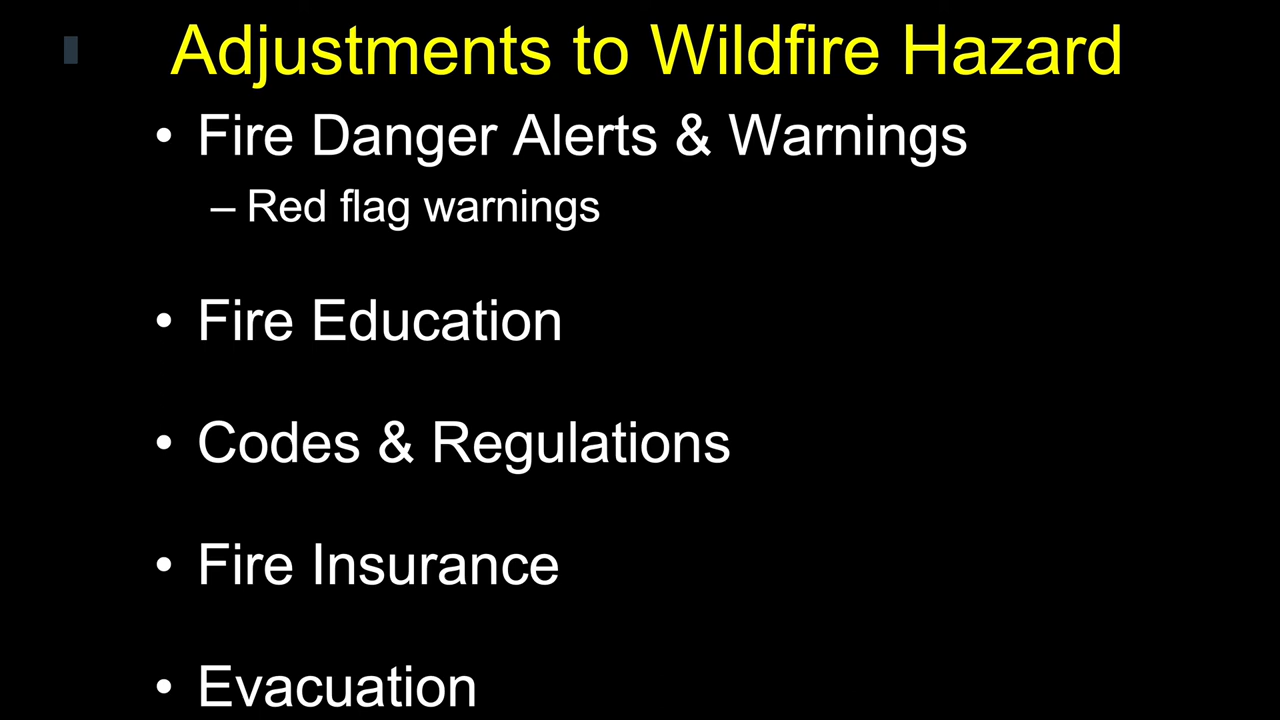 Adjustments to Wildfire Hazard
• Fire Danger Alerts & Warnings
– Red flag warnings
• Fire Education
• Codes & Regulations
• Fire Insurance
• Evacuation